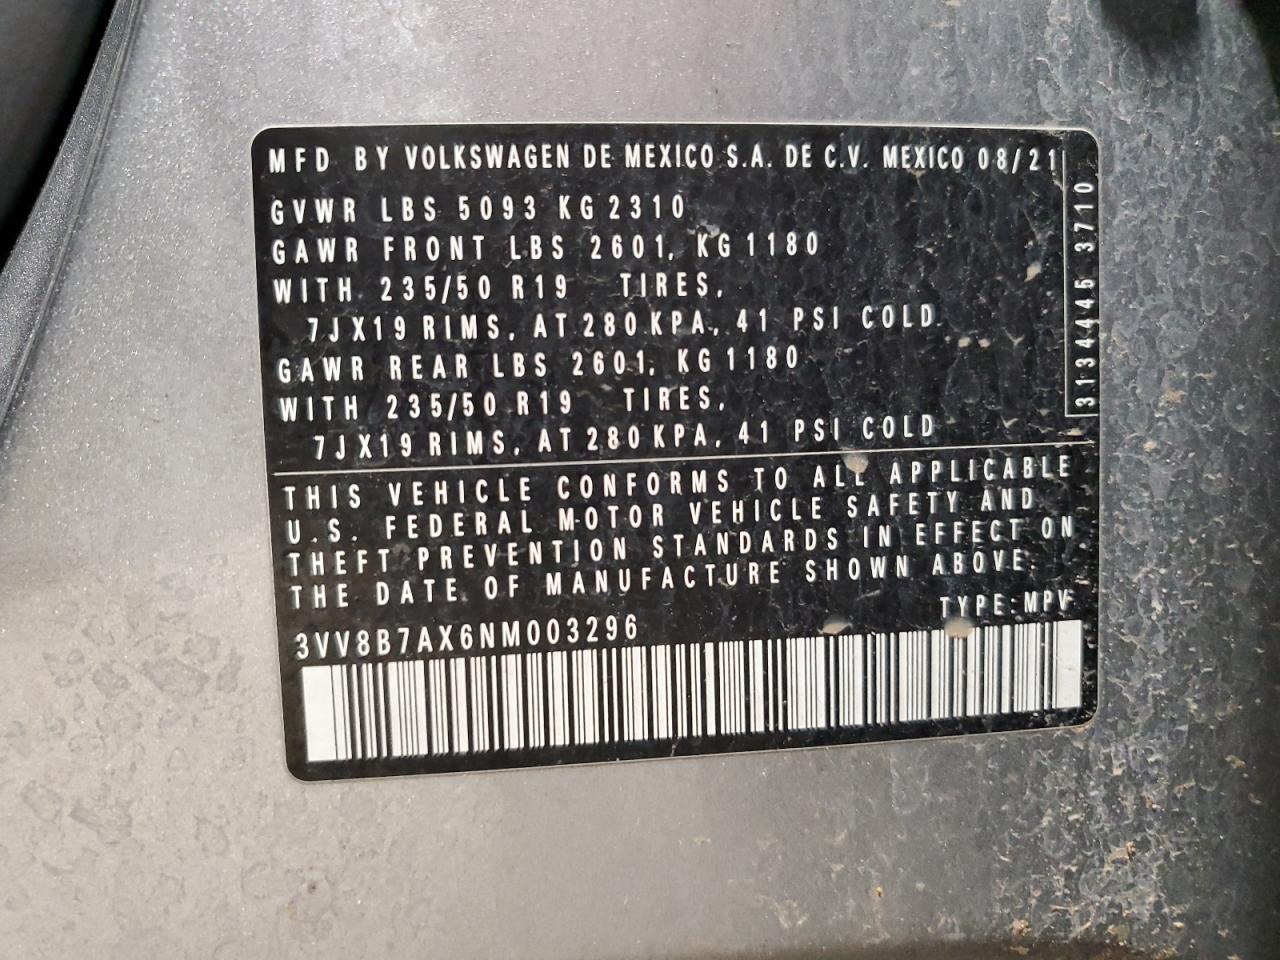 MFD BY VOLKSWAGEN DE MEXICO S.A. DE C.V. MEXICO 08/21
GVWR LBS 5093 KG 2310
GAWR FRONT LBS 2601, KG 1180
WITH 235/50 R19 TIRES,
7JX19 RIMS, AT 280 KPA, 41 PSI COLD
GAWR REAR LBS 2601, KG 1180
WITH 235/50 R19 TIRES,
7JX19 RIMS, AT 280 KPA, 41 PSI COLD
3134445 3710
THIS VEHICLE CONFORMS TO ALL APPLICABLE
U.S. FEDERAL MOTOR VEHICLE SAFETY AND
THEFT PREVENTION STANDARDS IN EFFECT ON
THE DATE OF MANUFACTURE SHOWN ABOVE.
TYPE: MPV
3VV8B7AX6NM003296